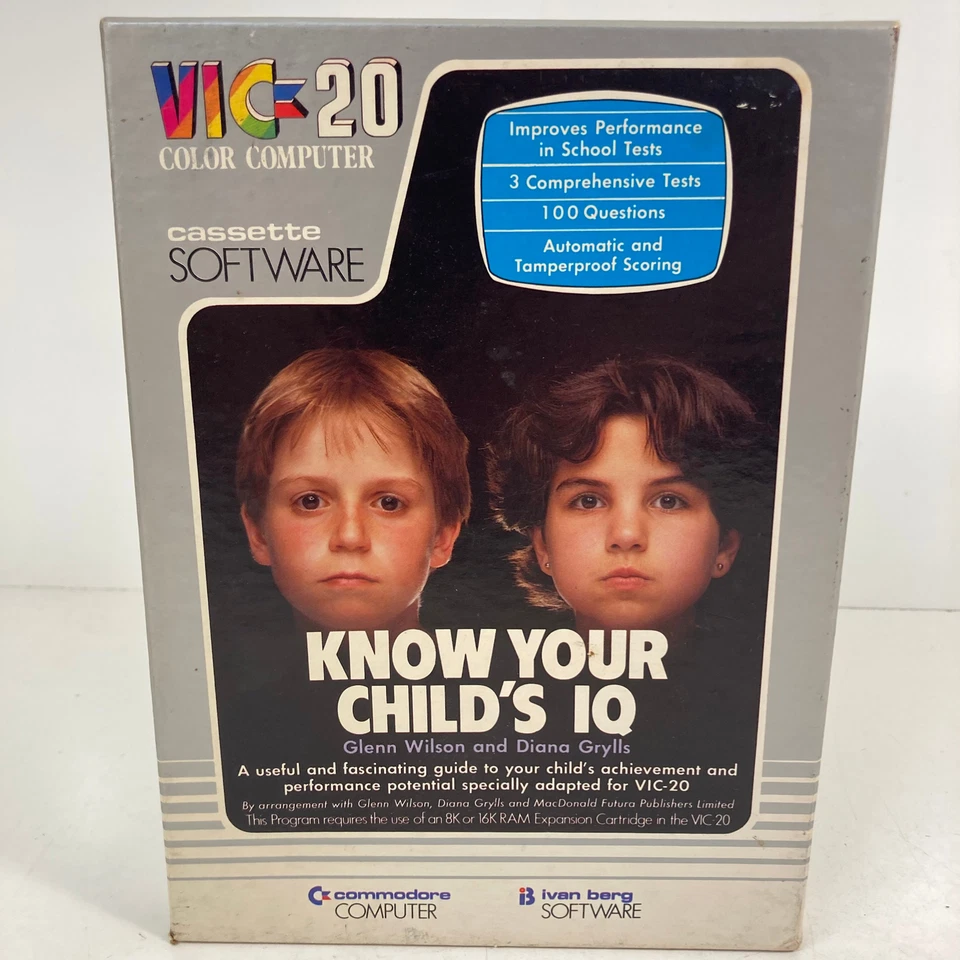 VIC-20
COLOR COMPUTER
cassette
SOFTWARE
Improves Performance
in School Tests
3 Comprehensive Tests
100 Questions
Automatic and
Tamperproof Scoring
KNOW YOUR
CHILD'S IQ
Glenn Wilson and Diana Grylls
A useful and fascinating guide to your child's achievement and
performance potential specially adapted for VIC-20
By arrangement with Glenn Wilson, Diana Grylls and MacDonald Futura Publishers Limited
This Program requires the use of an 8K or 16K RAM Expansion Cartridge in the VIC 20
commodore
COMPUTER
ivan berg
SOFTWARE